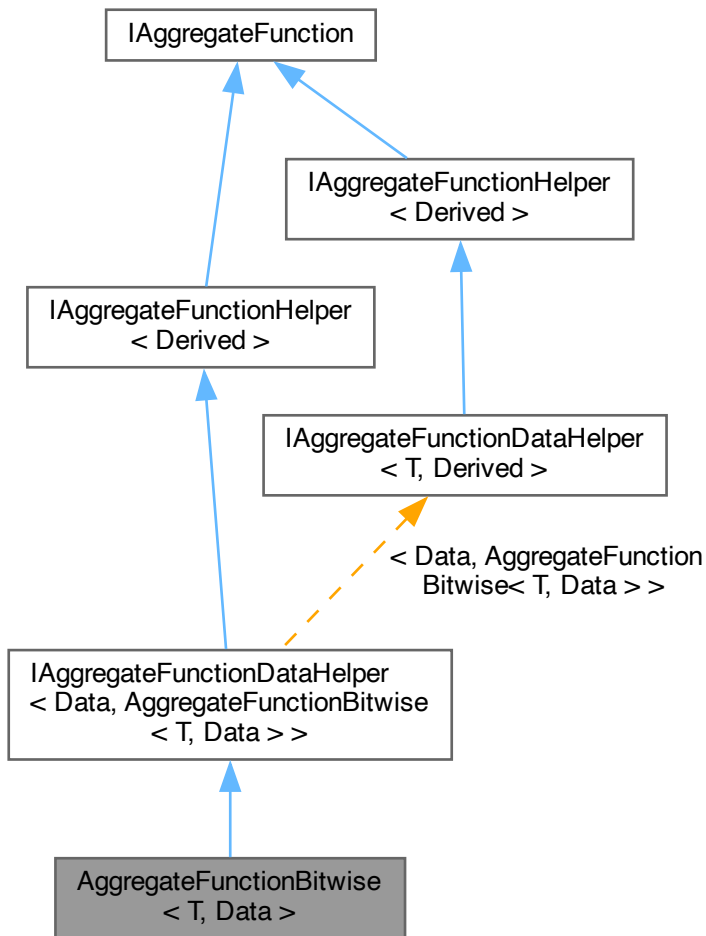 IAggregateFunction
IAggregateFunctionHelper
< Derived >
IAggregateFunctionHelper
< Derived >
IAggregateFunctionDataHelper
< T, Derived >
< Data, AggregateFunction
Bitwise< T, Data > >
IAggregateFunctionDataHelper
< Data, AggregateFunctionBitwise
< T, Data > >
AggregateFunctionBitwise
< T, Data >